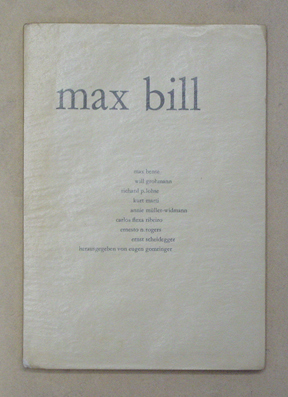 max bill
max bense
will grohmann
richard p. lohse
kurt marti
annie müller-widmann
carlos flexa ribeiro
ernesto n. rogers
ernst scheidegger
herausgegeben von eugen gomringer